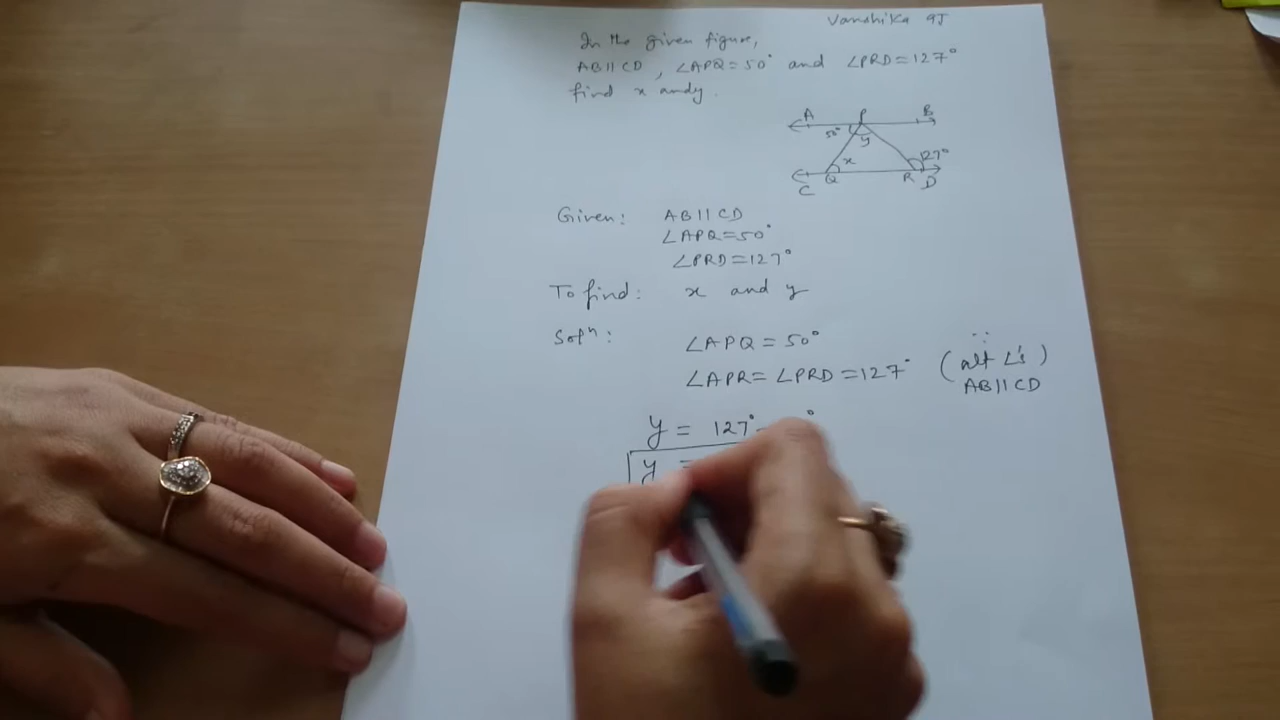 Vanshika 9J
In the given figure,
AB || CD , ∠APQ = 50° and ∠PRD = 127°
find x and y.
A P B
50° y
x 127°
C Q R D
Given: AB || CD
∠APQ = 50°
∠PRD = 127°
To find: x and y
Solⁿ: ∠APQ = 50°
∠APR = ∠PRD = 127° (alt ∠'s)
∵ AB || CD
y = 127° - °
y =